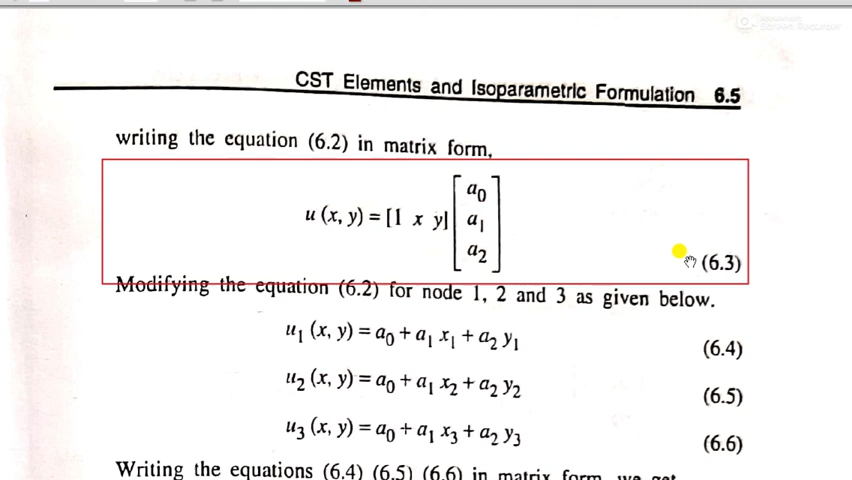 CST Elements and Isoparametric Formulation 6.5
writing the equation (6.2) in matrix form,
u (x, y) = [1 x y] [a0 a1 a2] (6.3)
Modifying the equation (6.2) for node 1, 2 and 3 as given below.
u1 (x, y) = a0 + a1 x1 + a2 y1 (6.4)
u2 (x, y) = a0 + a1 x2 + a2 y2 (6.5)
u3 (x, y) = a0 + a1 x3 + a2 y3 (6.6)
Writing the equations (6.4) (6.5) (6.6) in matrix form, we get